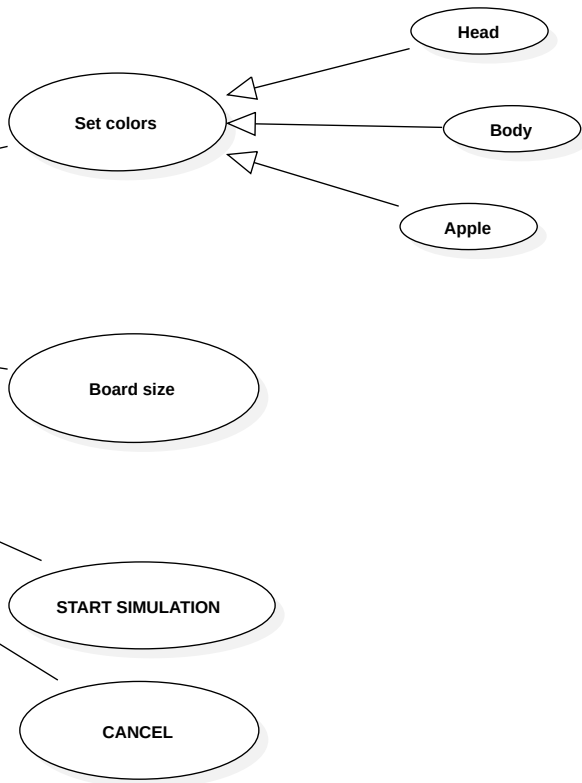 Head
Set colors
Body
Apple
Board size
START SIMULATION
CANCEL